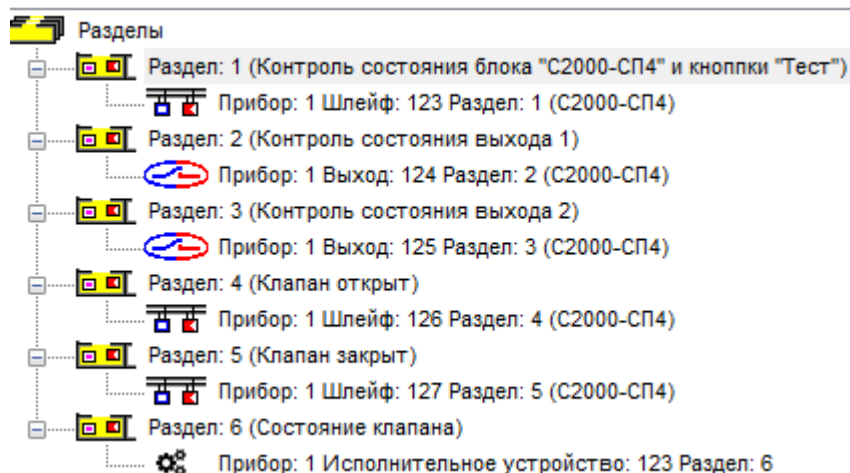 Разделы
Раздел: 1 (Контроль состояния блока "С2000-СП4" и кноппки "Тест")
Прибор: 1 Шлейф: 123 Раздел: 1 (С2000-СП4)
Раздел: 2 (Контроль состояния выхода 1)
Прибор: 1 Выход: 124 Раздел: 2 (С2000-СП4)
Раздел: 3 (Контроль состояния выхода 2)
Прибор: 1 Выход: 125 Раздел: 3 (С2000-СП4)
Раздел: 4 (Клапан открыт)
Прибор: 1 Шлейф: 126 Раздел: 4 (С2000-СП4)
Раздел: 5 (Клапан закрыт)
Прибор: 1 Шлейф: 127 Раздел: 5 (С2000-СП4)
Раздел: 6 (Состояние клапана)
Прибор: 1 Исполнительное устройство: 123 Раздел: 6